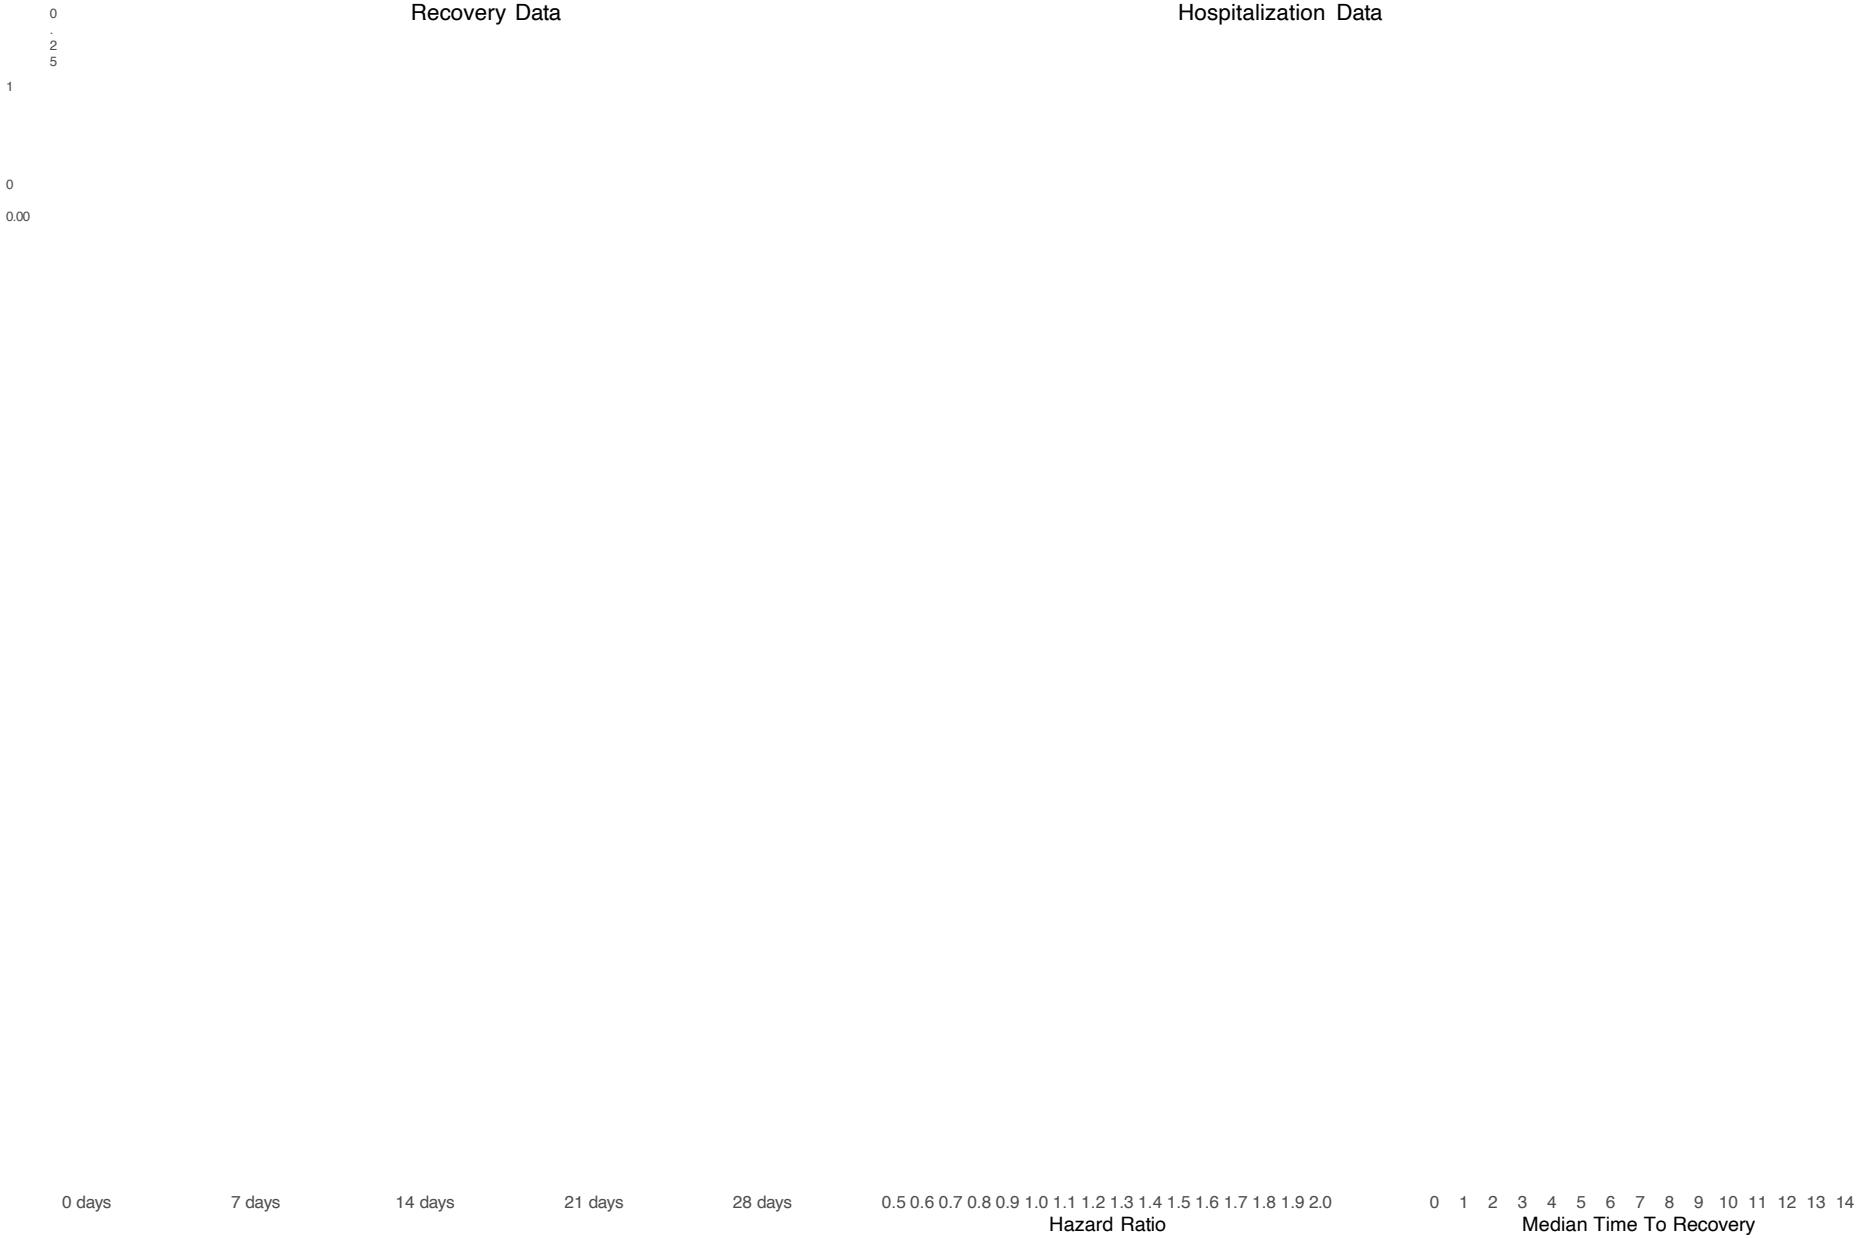 Recovery Data
Hospitalization Data
0
.
2
5
1
0
0.00
0 days 7 days 14 days 21 days 28 days
0.5 0.6 0.7 0.8 0.9 1.0 1.1 1.2 1.3 1.4 1.5 1.6 1.7 1.8 1.9 2.0
0 1 2 3 4 5 6 7 8 9 10 11 12 13 14
Hazard Ratio
Median Time To Recovery